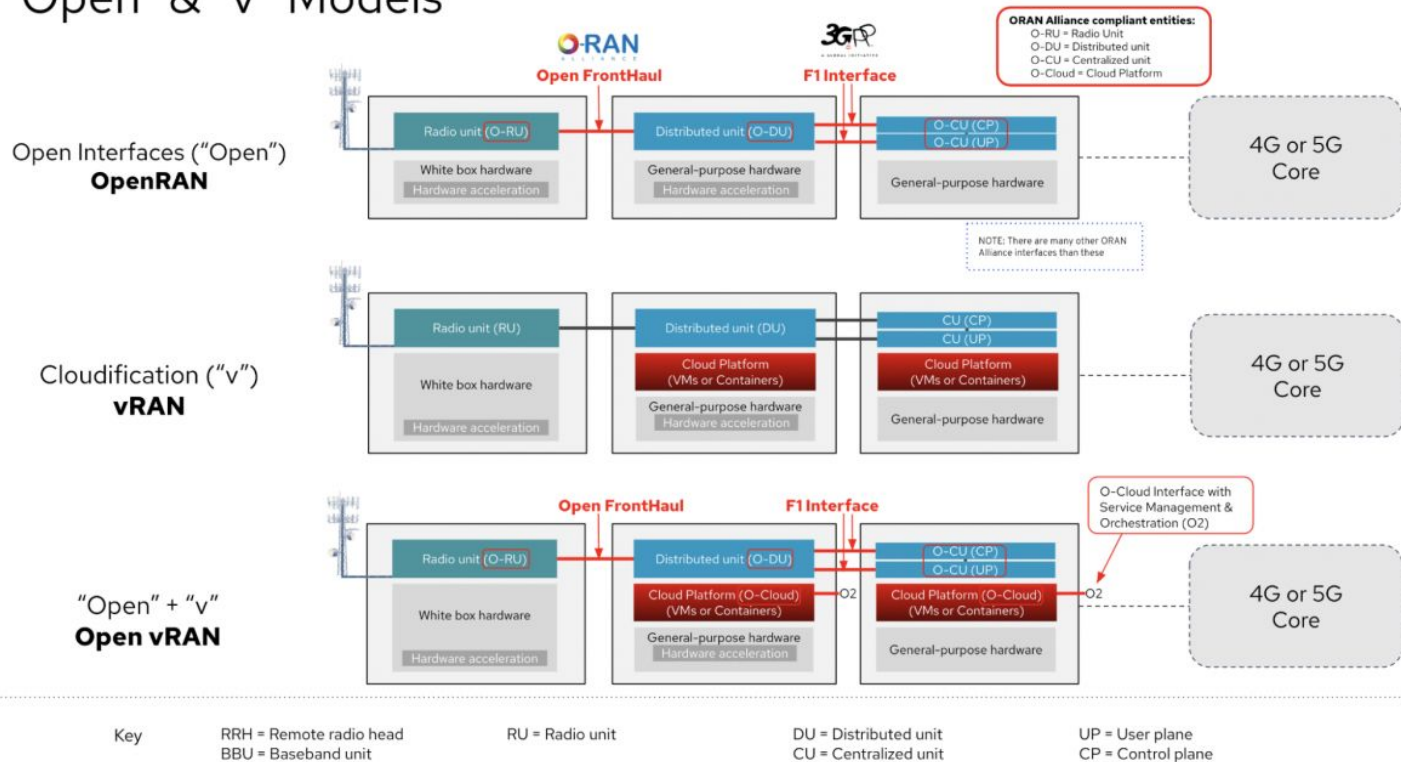 "Open" & "v" Models
O-RAN
ALLIANCE
3GPP
A GLOBAL INITIATIVE
ORAN Alliance compliant entities:
O-RU = Radio Unit
O-DU = Distributed unit
O-CU = Centralized unit
O-Cloud = Cloud Platform
Open FrontHaul
F1 Interface
Open Interfaces (“Open”)
OpenRAN
Radio unit (O-RU)
White box hardware
Hardware acceleration
Distributed unit (O-DU)
General-purpose hardware
Hardware acceleration
O-CU (CP)
O-CU (UP)
General-purpose hardware
4G or 5G
Core
NOTE: There are many other ORAN
Alliance interfaces than these
Cloudification (“v”)
vRAN
Radio unit (RU)
White box hardware
Hardware acceleration
Distributed unit (DU)
Cloud Platform
(VMs or Containers)
General-purpose hardware
Hardware acceleration
CU (CP)
CU (UP)
Cloud Platform
(VMs or Containers)
General-purpose hardware
4G or 5G
Core
Open FrontHaul
F1 Interface
O-Cloud Interface with
Service Management &
Orchestration (O2)
“Open” + “v”
Open vRAN
Radio unit (O-RU)
White box hardware
Hardware acceleration
Distributed unit (O-DU)
Cloud Platform (O-Cloud)
(VMs or Containers)
O2
General-purpose hardware
Hardware acceleration
O-CU (CP)
O-CU (UP)
Cloud Platform (O-Cloud)
(VMs or Containers)
O2
General-purpose hardware
4G or 5G
Core
Key
RRH = Remote radio head
BBU = Baseband unit
RU = Radio unit
DU = Distributed unit
CU = Centralized unit
UP = User plane
CP = Control plane